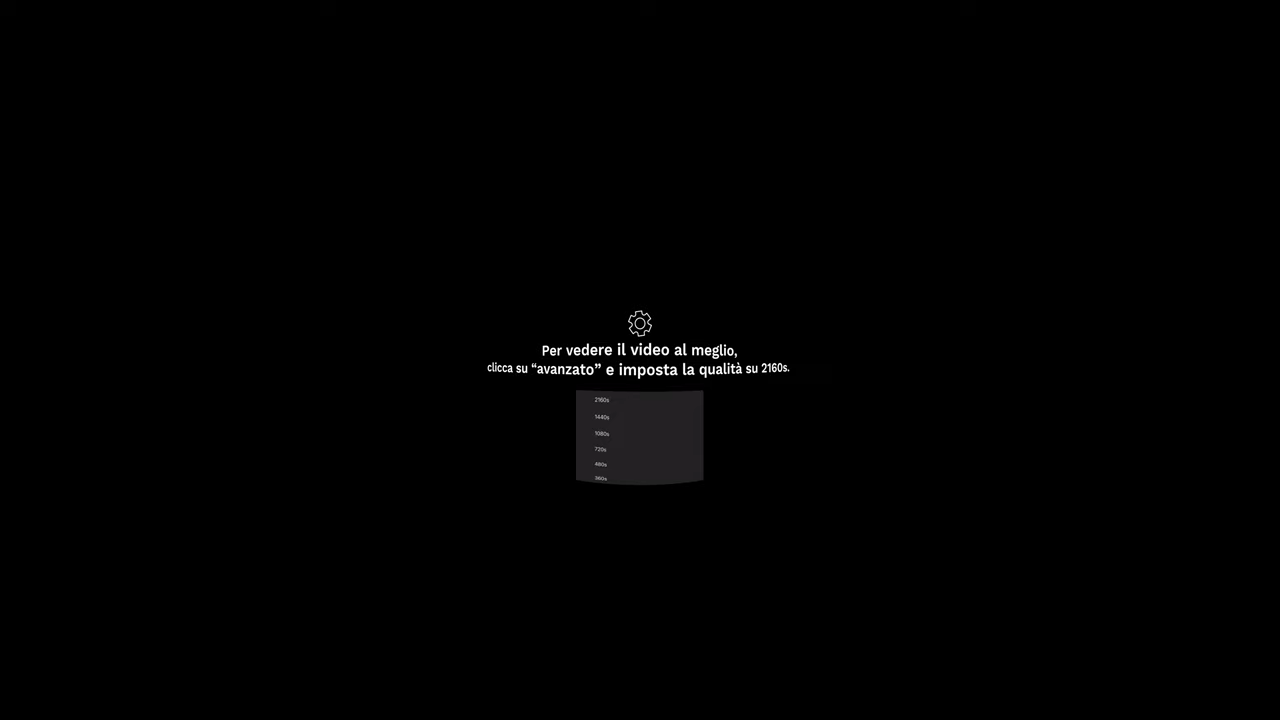 Per vedere il video al meglio,
clicca su “avanzato” e imposta la qualità su 2160s.
2160s
1440s
1080s
720s
480s
360s